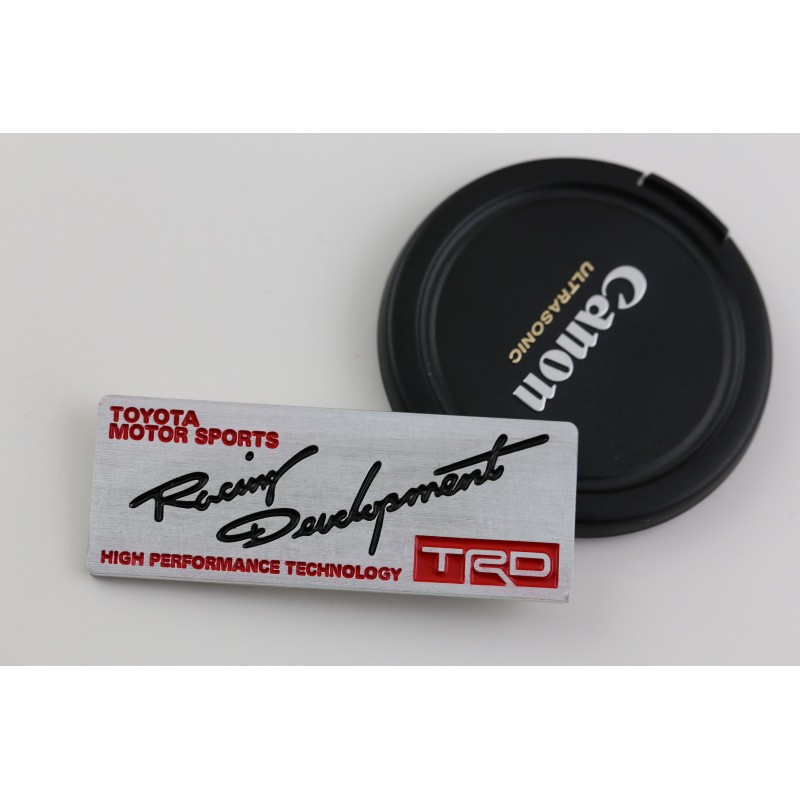 Canon
ULTRASONIC
TOYOTA
MOTOR SPORTS
Racing
Development
HIGH PERFORMANCE TECHNOLOGY
TRD